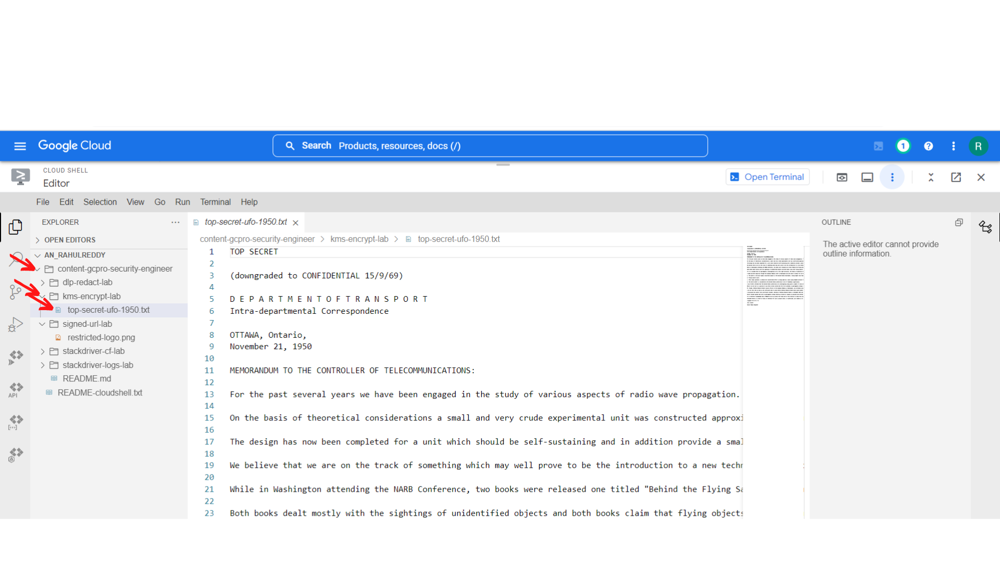 Google Cloud
Search Products, resources, docs (/)
1
?
R
CLOUD SHELL
Editor
Open Terminal
File Edit Selection View Go Run Terminal Help
EXPLORER
OPEN EDITORS
AN_RAHULREDDY
content-gcpro-security-engineer
dlp-redact-lab
kms-encrypt-lab
top-secret-ufo-1950.txt
signed-url-lab
restricted-logo.png
stackdriver-cf-lab
stackdriver-logs-lab
README.md
README-cloudshell.txt
API
top-secret-ufo-1950.txt
content-gcpro-security-engineer > kms-encrypt-lab > top-secret-ufo-1950.txt
1 TOP SECRET
2
3 (downgraded to CONFIDENTIAL 15/9/69)
4
5 D E P A R T M E N T O F T R A N S P O R T
6 Intra-departmental Correspondence
7
8 OTTAWA, Ontario,
9 November 21, 1950
10
11 MEMORANDUM TO THE CONTROLLER OF TELECOMMUNICATIONS:
12
13 For the past several years we have been engaged in the study of various aspects of radio wave propagation.
14
15 On the basis of theoretical considerations a small and very crude experimental unit was constructed approxi
16
17 The design has now been completed for a unit which should be self-sustaining and in addition provide a smal
18
19 We believe that we are on the track of something which may well prove to be the introduction to a new techn
20
21 While in Washington attending the NARB Conference, two books were released one titled "Behind the Flying Sa
22
23 Both books dealt mostly with the sightings of unidentified objects and both books claim that flying objects
OUTLINE
The active editor cannot provide
outline information.